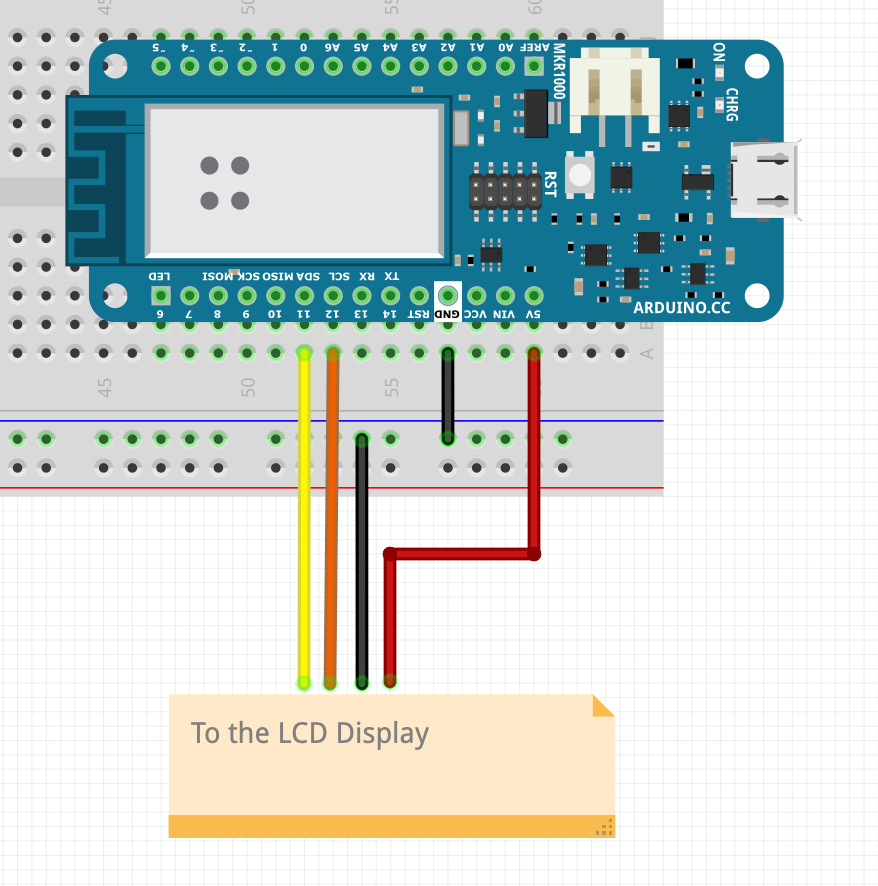 45 50 55 60
J
5~ 4~ 3~ 2~ 1 0 A6 A5 A4 A3 A2 A1 A0 AREF
MKR1000
ON
CHRG
RST
LED MOSI SCK MISO SDA SCL RX TX
6 7 8 9 10 11 12 13 14 RST GND VCC VIN 5V
ARDUINO.CC
B
A
45 50 55
To the LCD Display